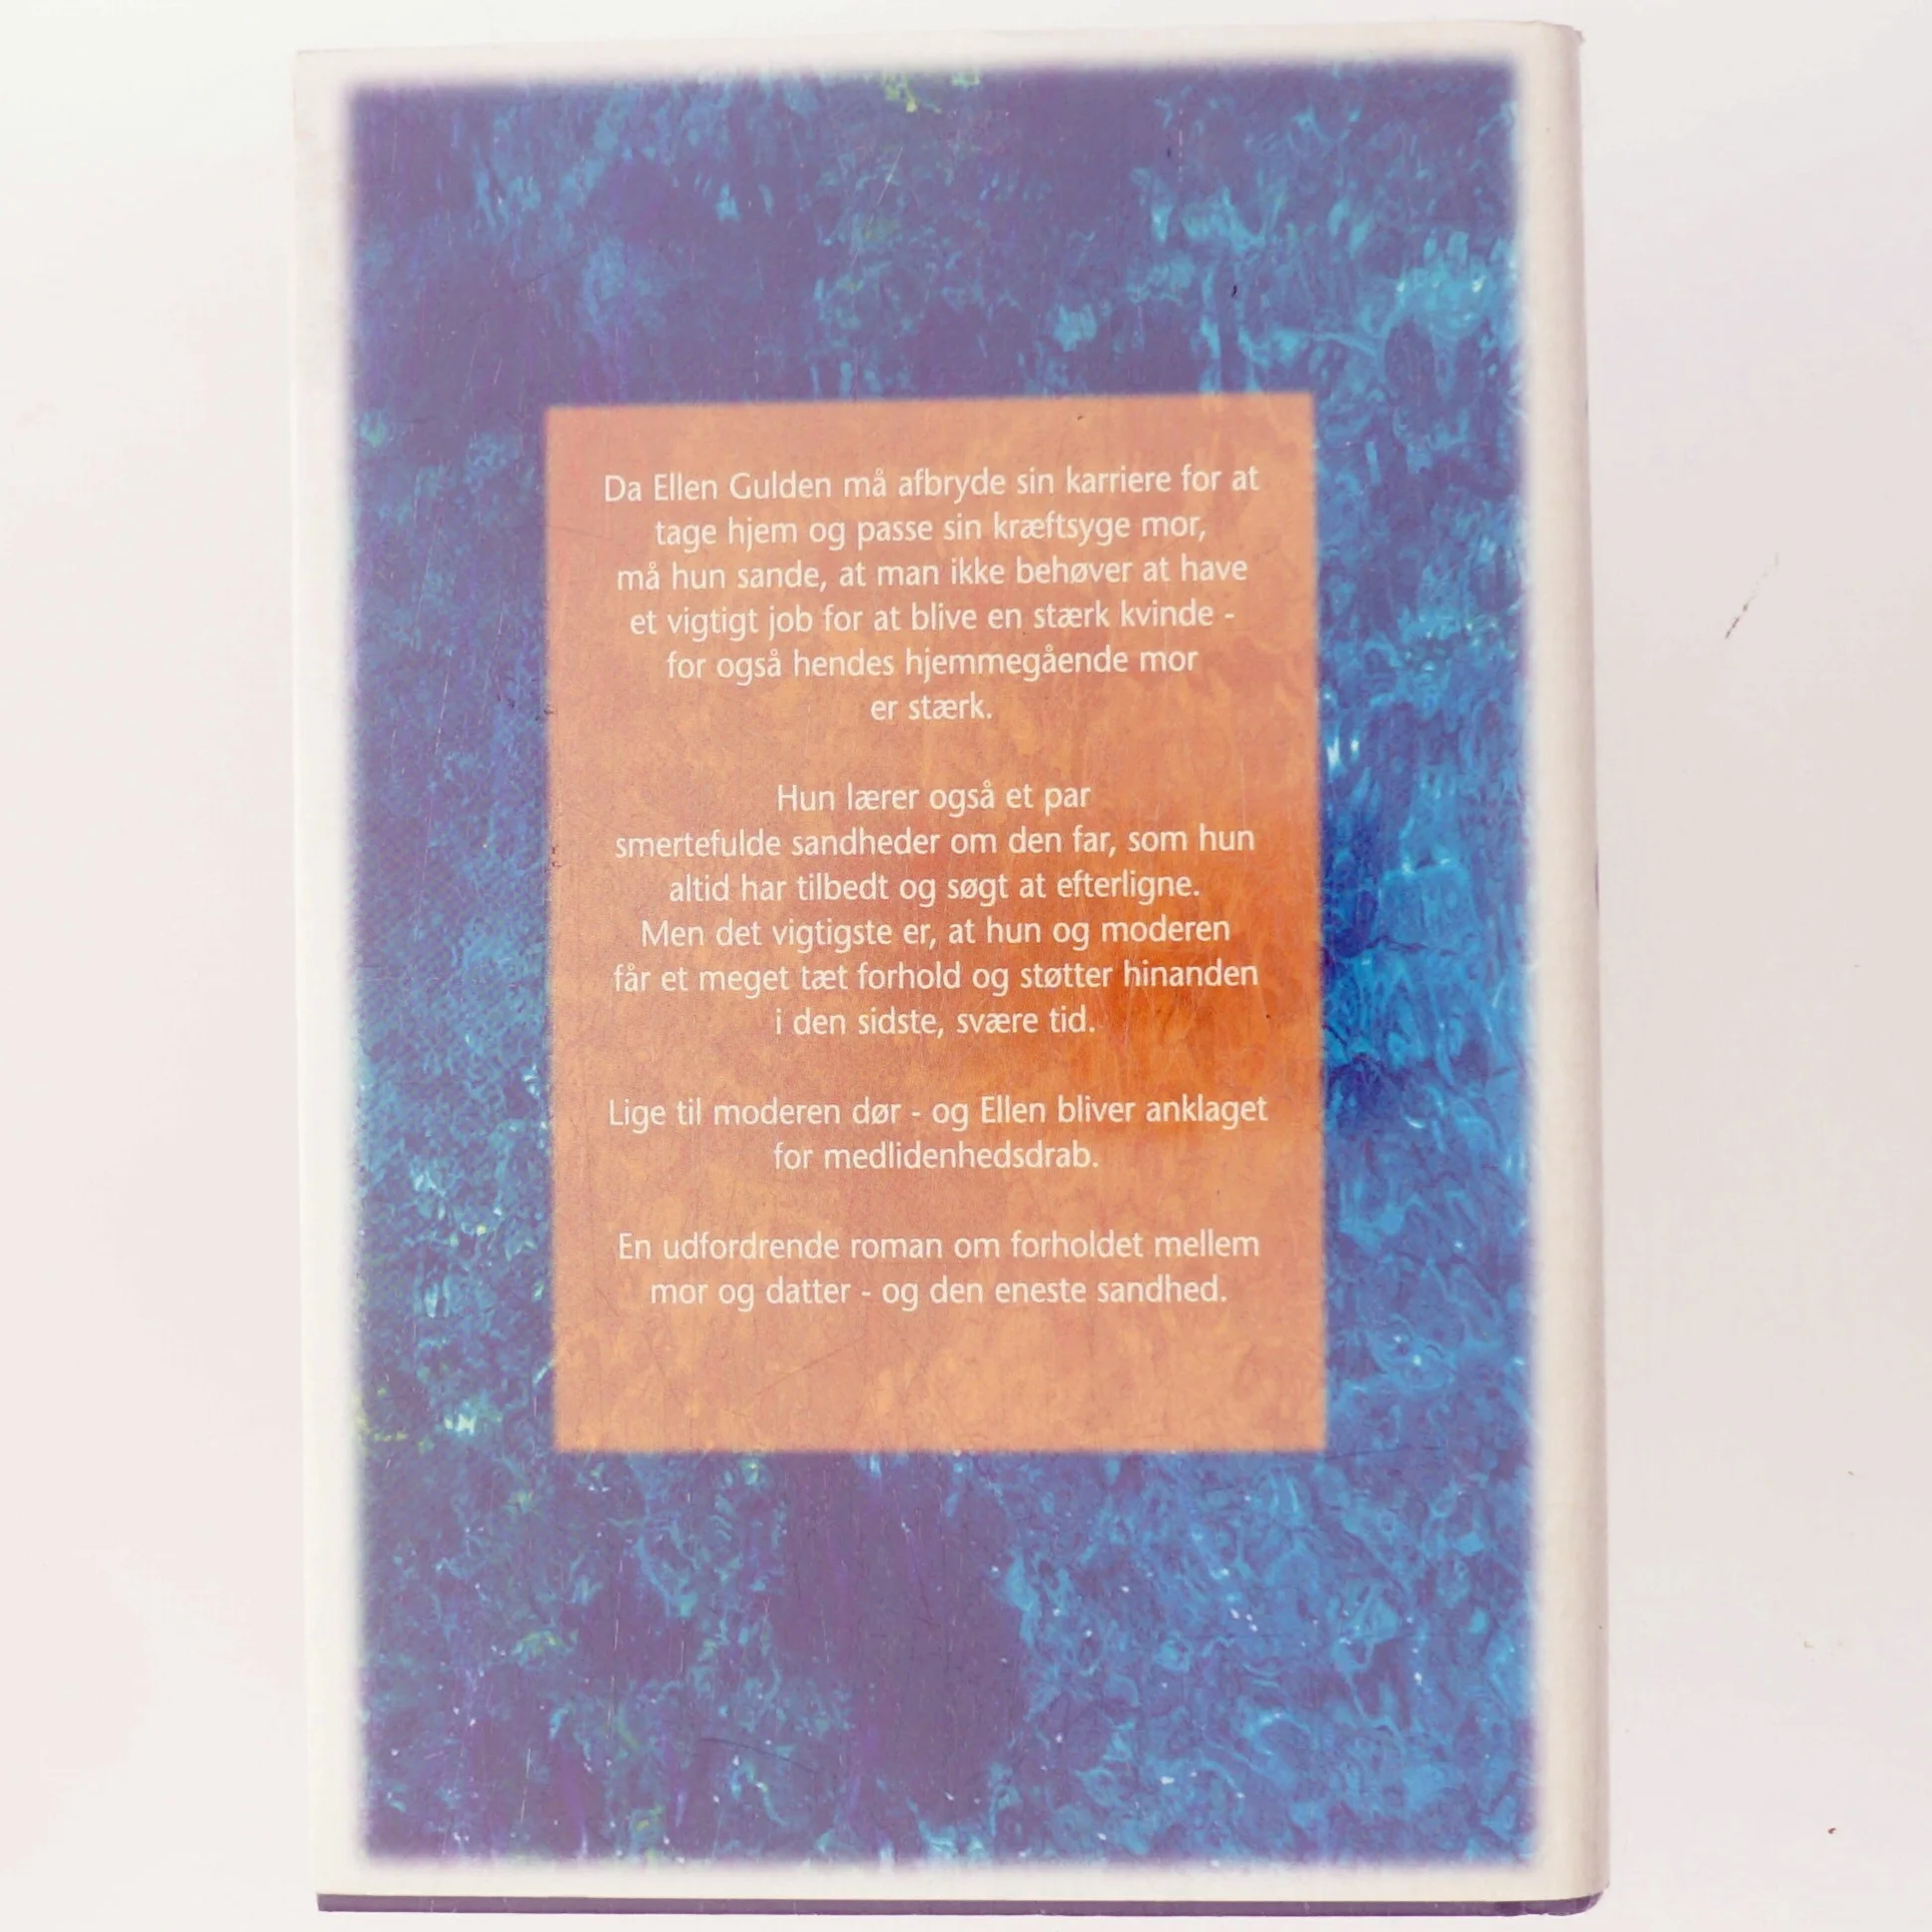 Da Ellen Gulden må afbryde sin karriere for at
tage hjem og passe sin kræftsyge mor,
må hun sande, at man ikke behøver at have
et vigtigt job for at blive en stærk kvinde -
for også hendes hjemmegående mor
er stærk.
Hun lærer også et par
smertefulde sandheder om den far, som hun
altid har tilbedt og søgt at efterligne.
Men det vigtigste er, at hun og moderen
får et meget tæt forhold og støtter hinanden
i den sidste, svære tid.
Lige til moderen dør - og Ellen bliver anklaget
for medlidenhedsdrab.
En udfordrende roman om forholdet mellem
mor og datter - og den eneste sandhed.